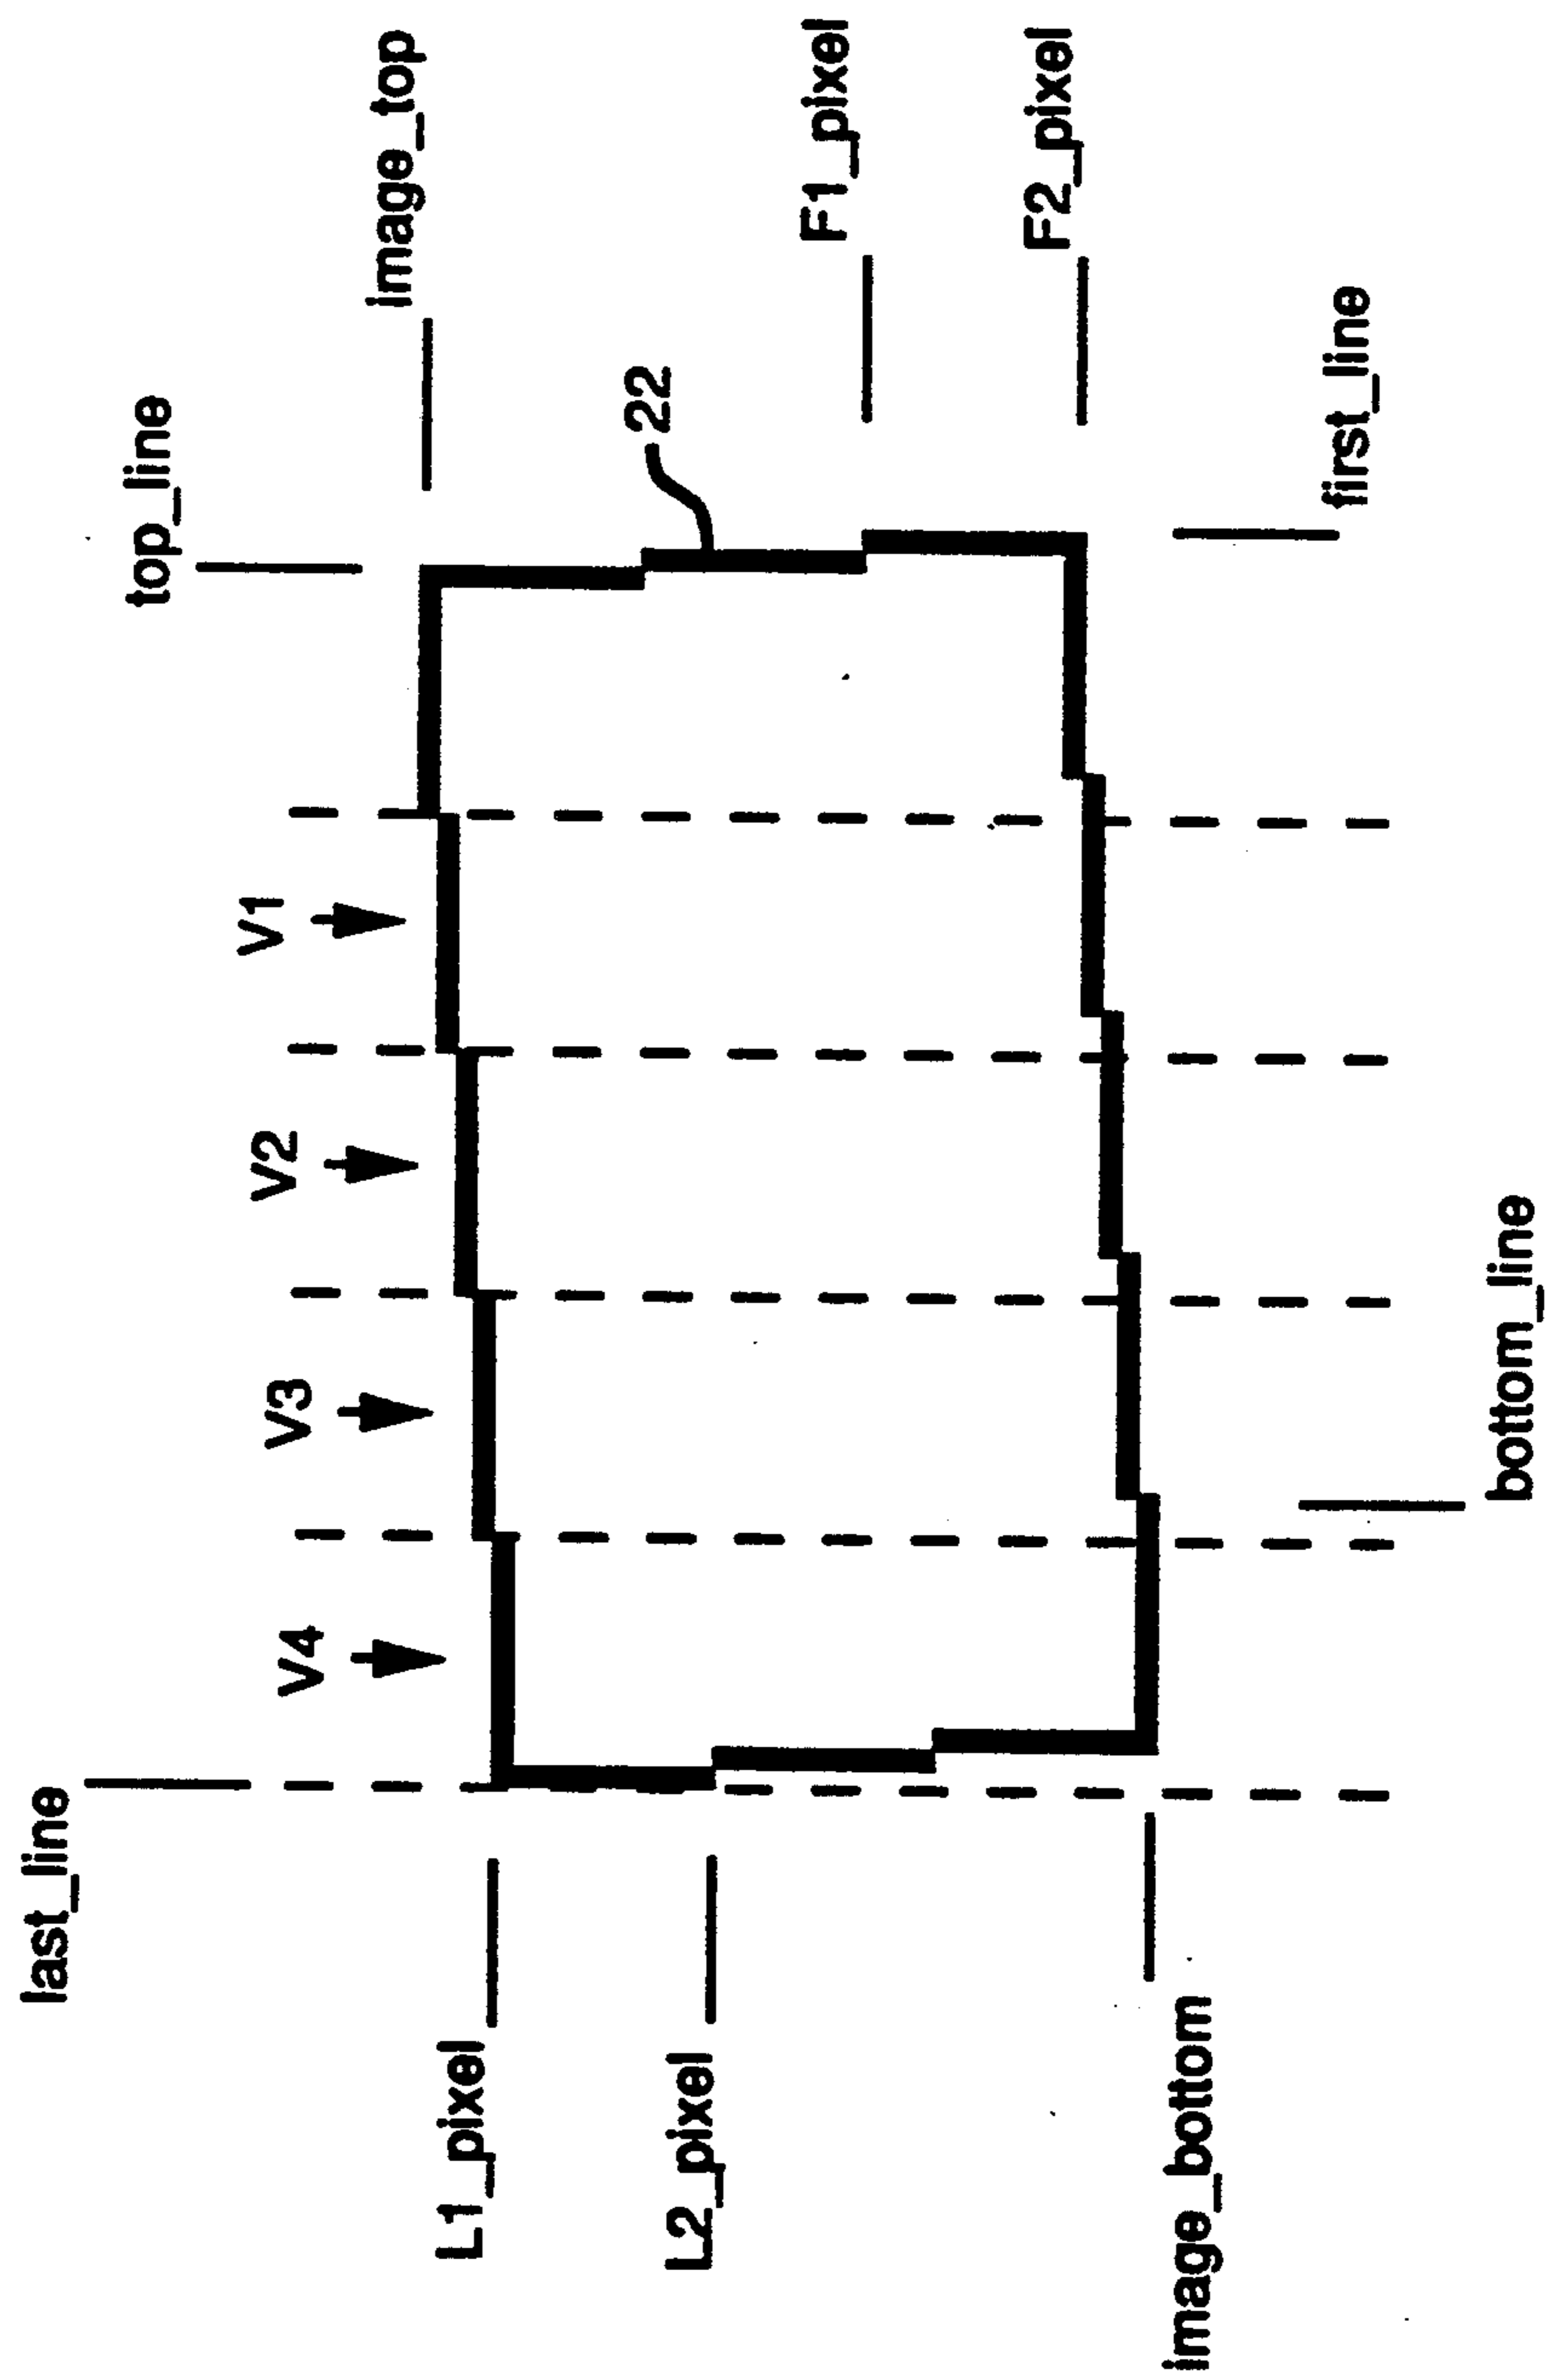 last_line
top_line
image_top
V4
V3
V2
V1
22
L1_pixel
F1_pixel
L2_pixel
F2_pixel
image_bottom
first_line
bottom_line